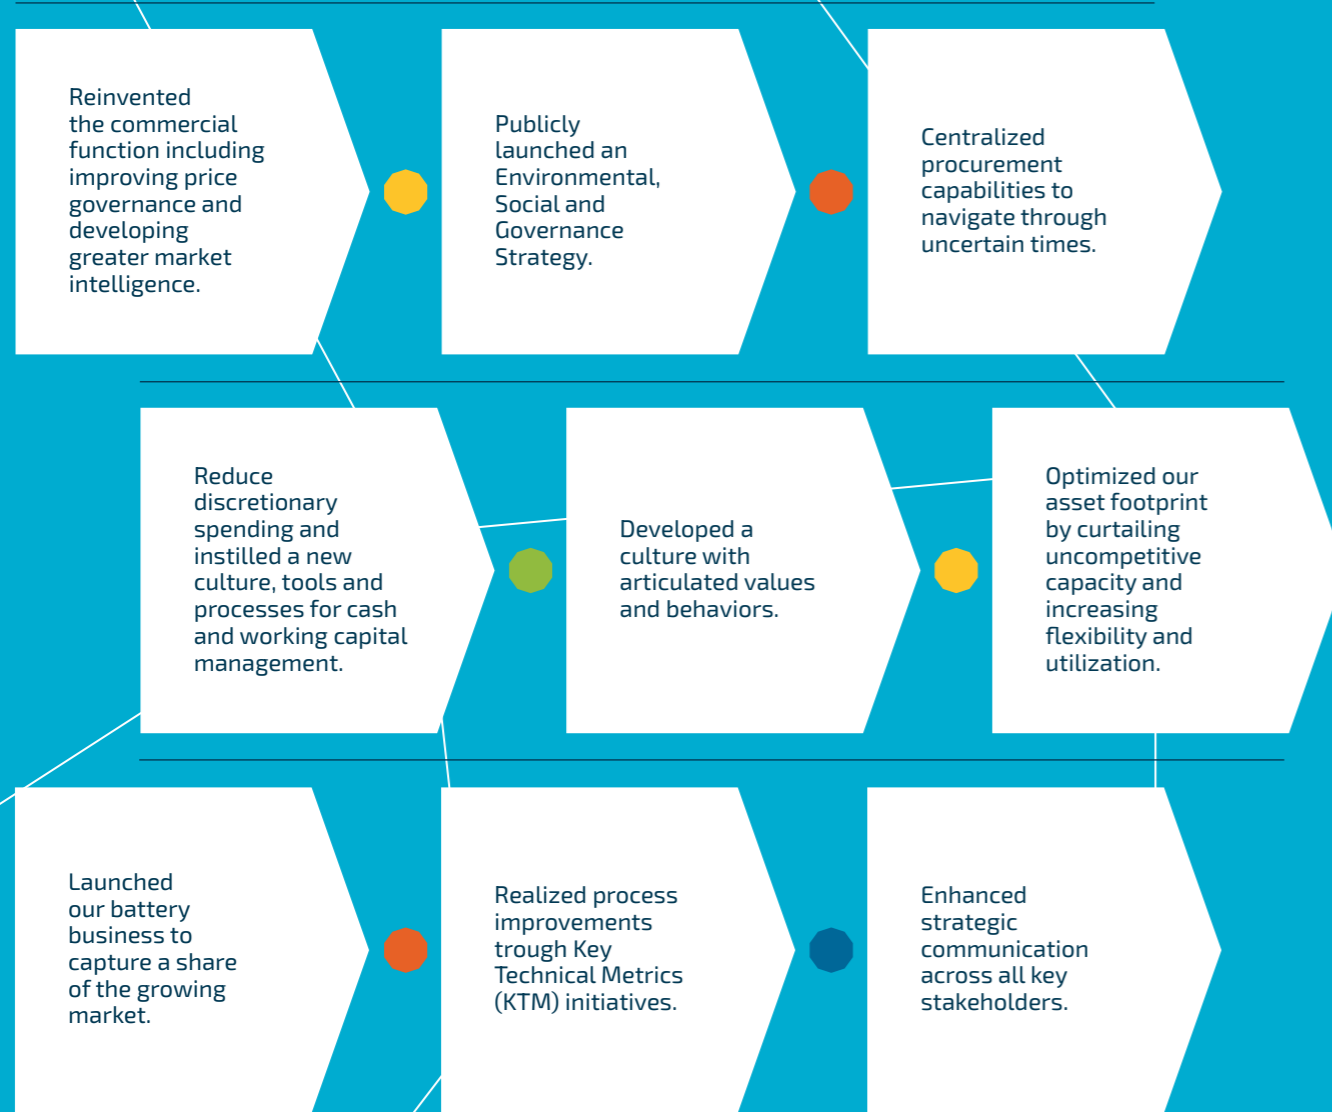 Reinvented
the commercial
function including
improving price
governance and
developing
greater market
intelligence.
Publicly
launched an
Environmental,
Social and
Governance
Strategy.
Centralized
procurement
capabilities to
navigate through
uncertain times.
Reduce
discretionary
spending and
instilled a new
culture, tools and
processes for cash
and working capital
management.
Developed a
culture with
articulated values
and behaviors.
Optimized our
asset footprint
by curtailing
uncompetitive
capacity and
increasing
flexibility and
utilization.
Launched
our battery
business to
capture a share
of the growing
market.
Realized process
improvements
trough Key
Technical Metrics
(KTM) initiatives.
Enhanced
strategic
communication
across all key
stakeholders.